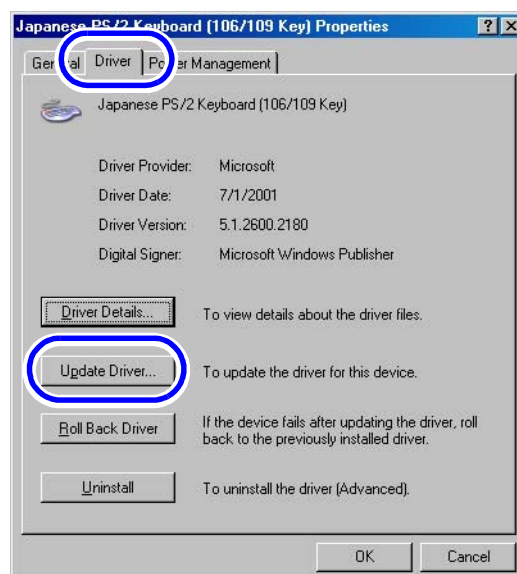 Japanese PS/2 Keyboard (106/109 Key) Properties
General Driver Power Management
Japanese PS/2 Keyboard (106/109 Key)
Driver Provider: Microsoft
Driver Date: 7/1/2001
Driver Version: 5.1.2600.2180
Digital Signer: Microsoft Windows Publisher
Driver Details... To view details about the driver files.
Update Driver... To update the driver for this device.
Roll Back Driver If the device fails after updating the driver, roll
back to the previously installed driver.
Uninstall To uninstall the driver (Advanced).
OK Cancel